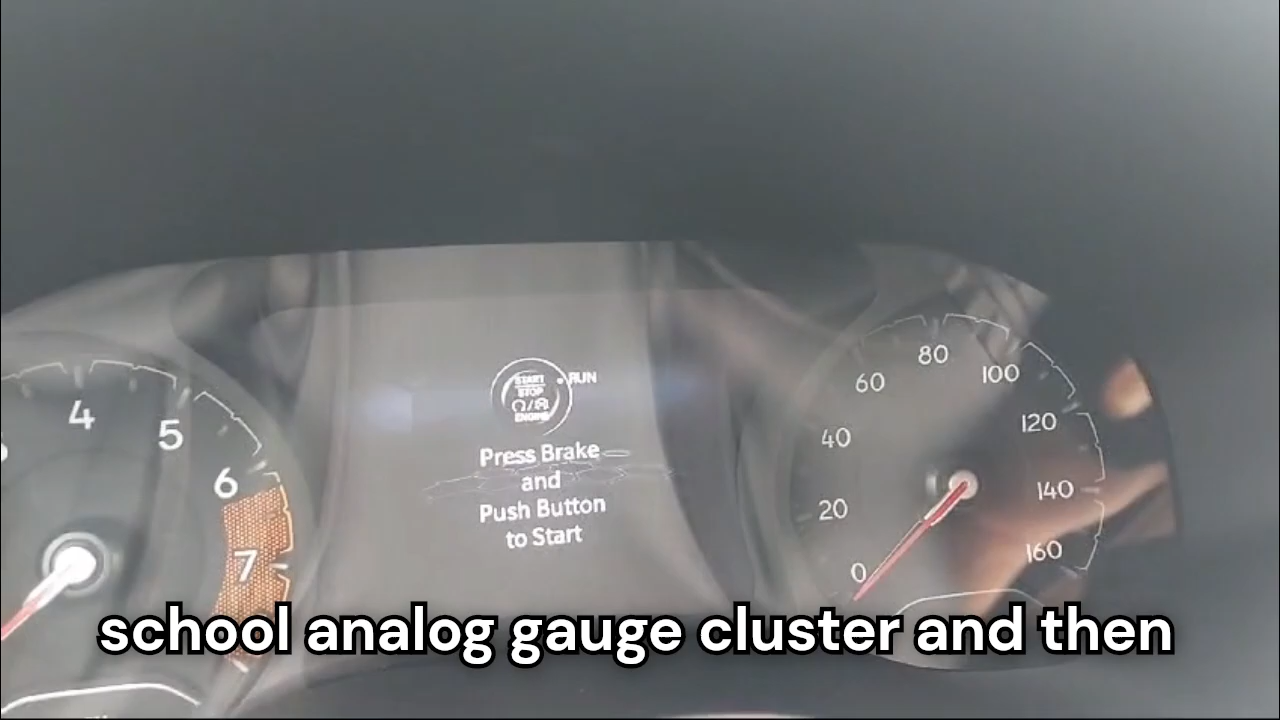 START
STOP
ENGINE
RUN
Press Brake
and
Push Button
to Start
4
5
6
7
0
20
40
60
80
100
120
140
160
school analog gauge cluster and then